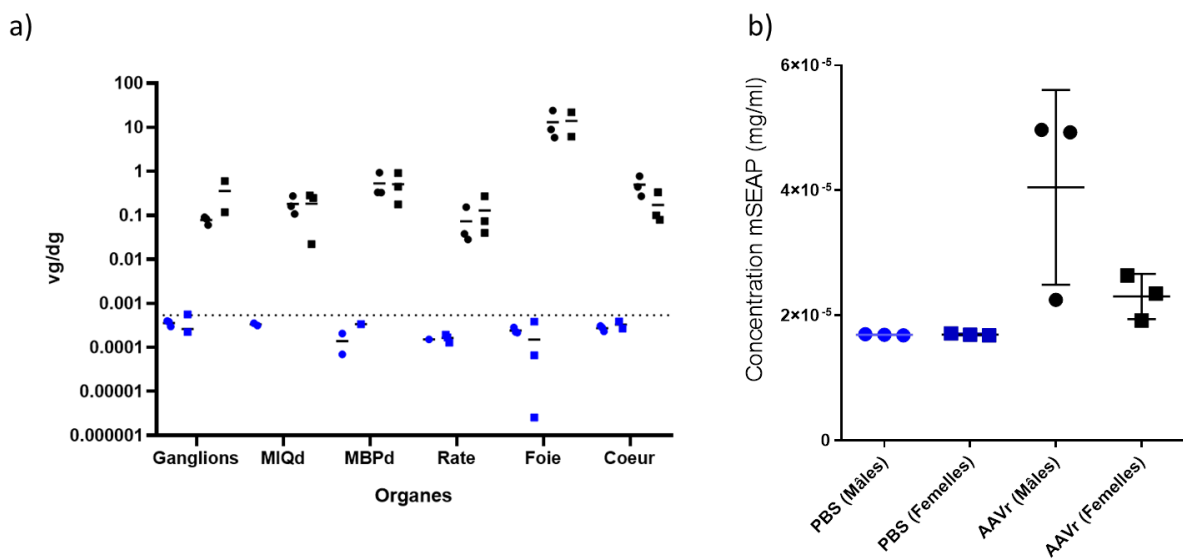 a)
vg/dg
100
10
1
0.1
0.01
0.001
0.0001
0.00001
0.000001
Ganglions MIQd MBPd Rate Foie Coeur
Organes
b)
Concentration mSEAP (mg/ml)
6×10⁻⁵
4×10⁻⁵
2×10⁻⁵
0
PBS (Mâles)
PBS (Femelles)
AAVr (Mâles)
AAVr (Femelles)